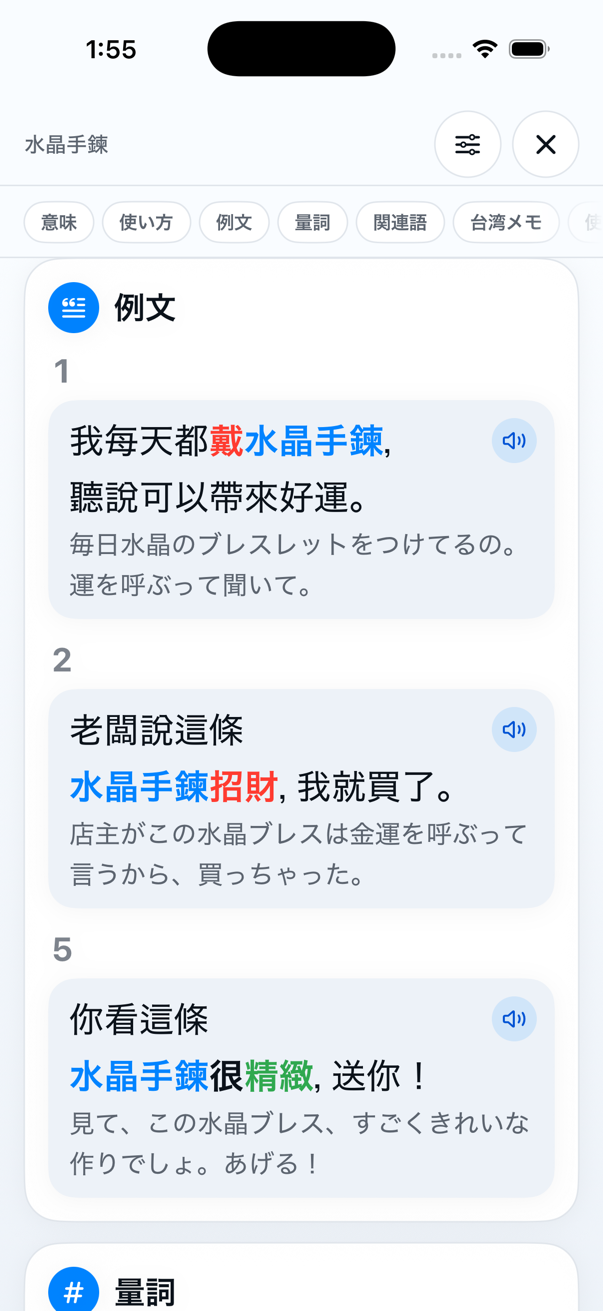 1:55
水晶手鍊
意味 使い方 例文 量詞 関連語 台湾メモ 使
例文
1
我每天都戴水晶手鍊,
聽說可以帶來好運。
毎日水晶のブレスレットをつけてるの。
運を呼ぶって聞いて。
2
老闆說這條
水晶手鍊招財, 我就買了。
店主がこの水晶ブレスは金運を呼ぶって
言うから、買っちゃった。
5
你看這條
水晶手鍊很精緻, 送你！
見て、この水晶ブレス、すごくきれいな
作りでしょ。あげる！
# 量詞